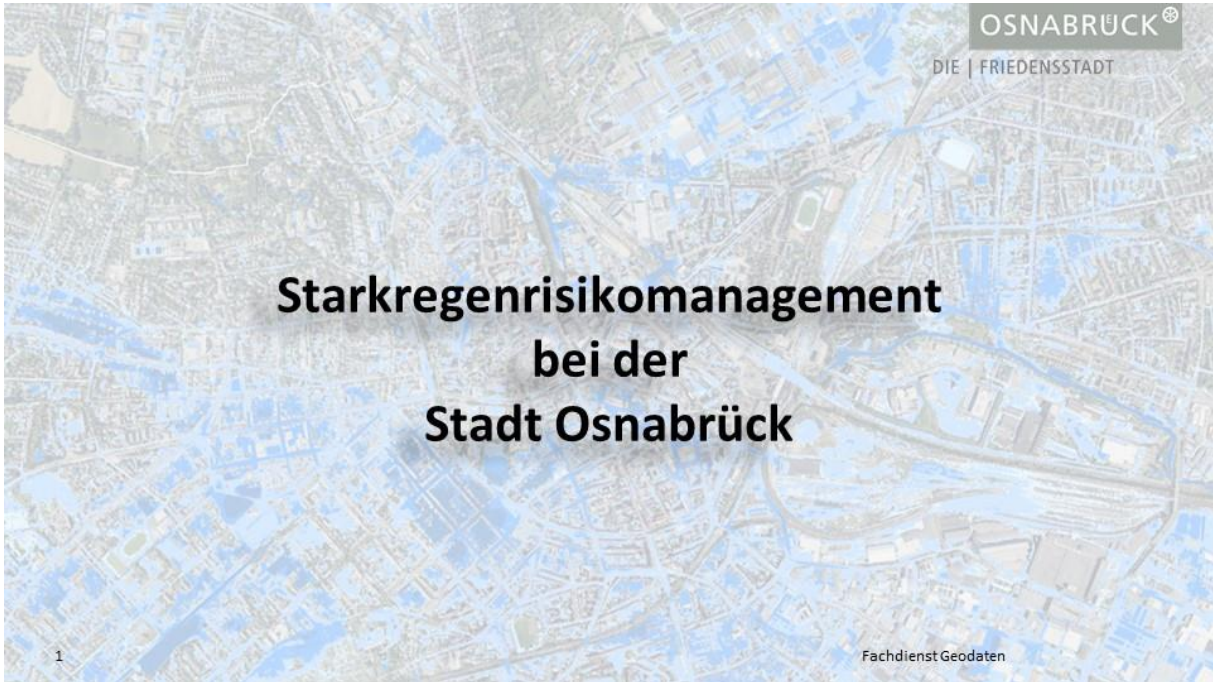 OSNABRÜCK®
DIE | FRIEDENSSTADT
Starkregenrisikomanagement
bei der
Stadt Osnabrück
1
Fachdienst Geodaten